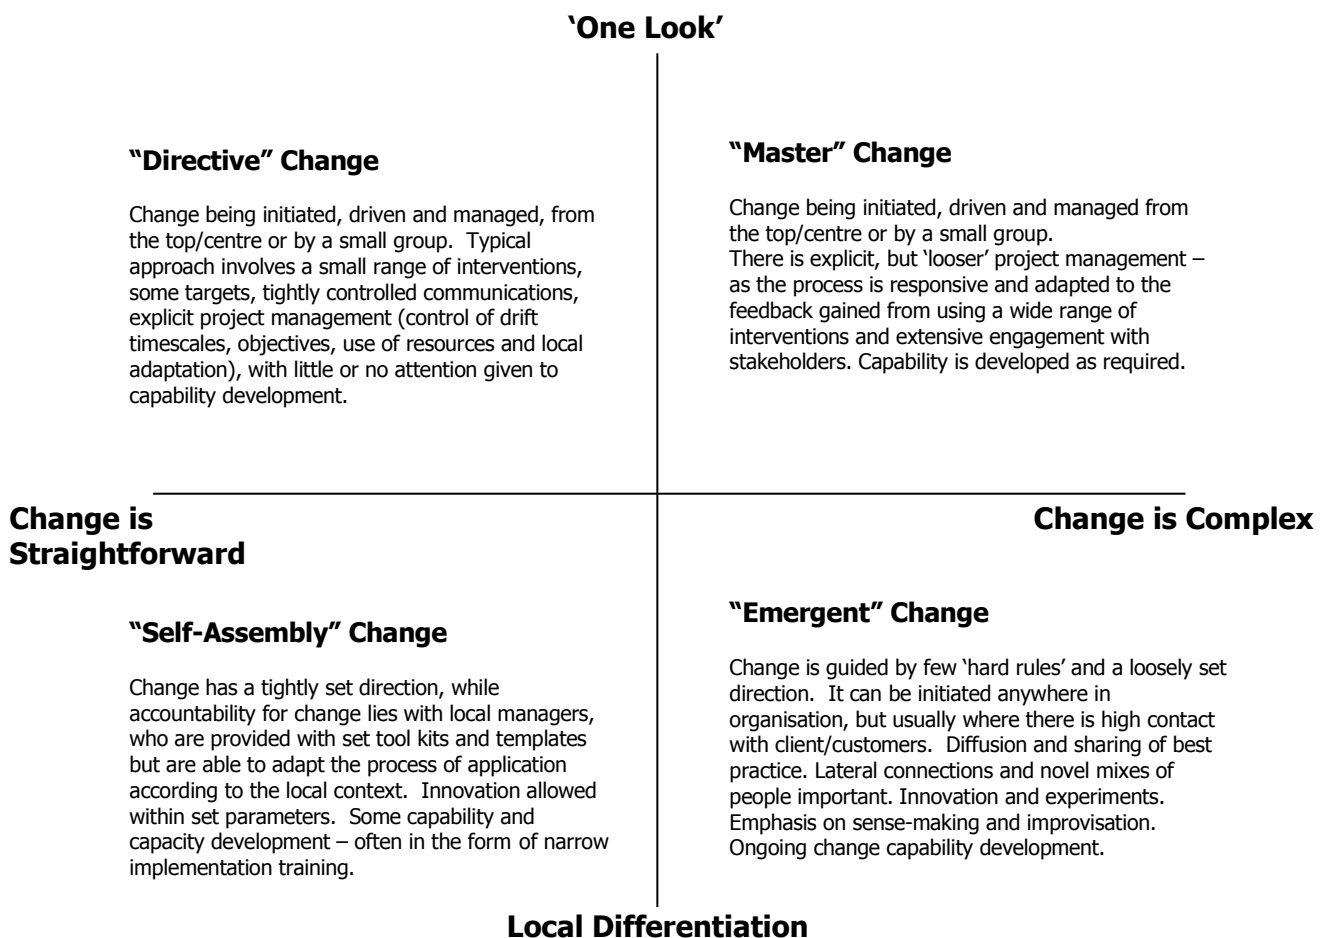 ‘One Look’
“Directive” Change
Change being initiated, driven and managed, from
the top/centre or by a small group.  Typical
approach involves a small range of interventions,
some targets, tightly controlled communications,
explicit project management (control of drift
timescales, objectives, use of resources and local
adaptation), with little or no attention given to
capability development.
“Master” Change
Change being initiated, driven and managed from
the top/centre or by a small group.
There is explicit, but ‘looser’ project management –
as the process is responsive and adapted to the
feedback gained from using a wide range of
interventions and extensive engagement with
stakeholders. Capability is developed as required.
Change is
Straightforward
Change is Complex
“Self-Assembly” Change
Change has a tightly set direction, while
accountability for change lies with local managers,
who are provided with set tool kits and templates
but are able to adapt the process of application
according to the local context.  Innovation allowed
within set parameters.  Some capability and
capacity development – often in the form of narrow
implementation training.
“Emergent” Change
Change is guided by few ‘hard rules’ and a loosely set
direction.  It can be initiated anywhere in
organisation, but usually where there is high contact
with client/customers.  Diffusion and sharing of best
practice. Lateral connections and novel mixes of
people important. Innovation and experiments.
Emphasis on sense-making and improvisation.
Ongoing change capability development.
Local Differentiation